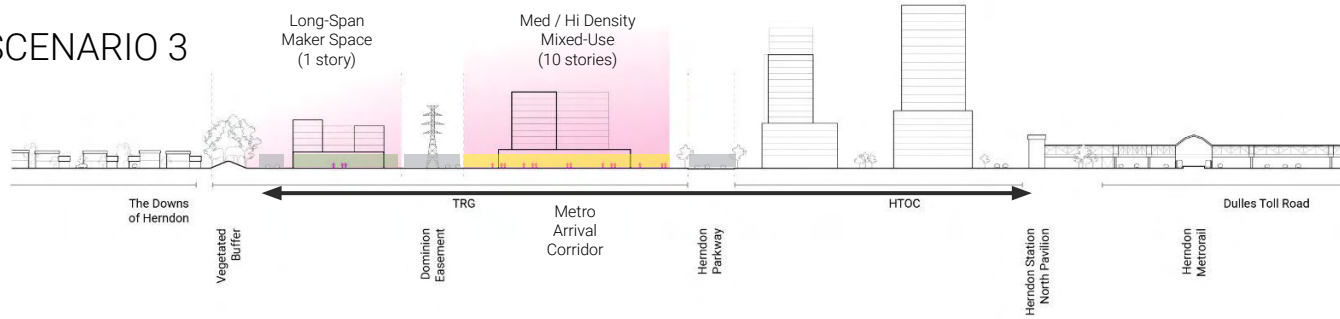 SCENARIO 3
Long-Span
Maker Space
(1 story)
Med / Hi Density
Mixed-Use
(10 stories)
The Downs
of Herndon
Vegetated
Buffer
TRG
Dominion
Easement
Metro
Arrival
Corridor
Herndon
Parkway
HTOC
Herndon Station
North Pavilion
Herndon
Metrorail
Dulles Toll Road